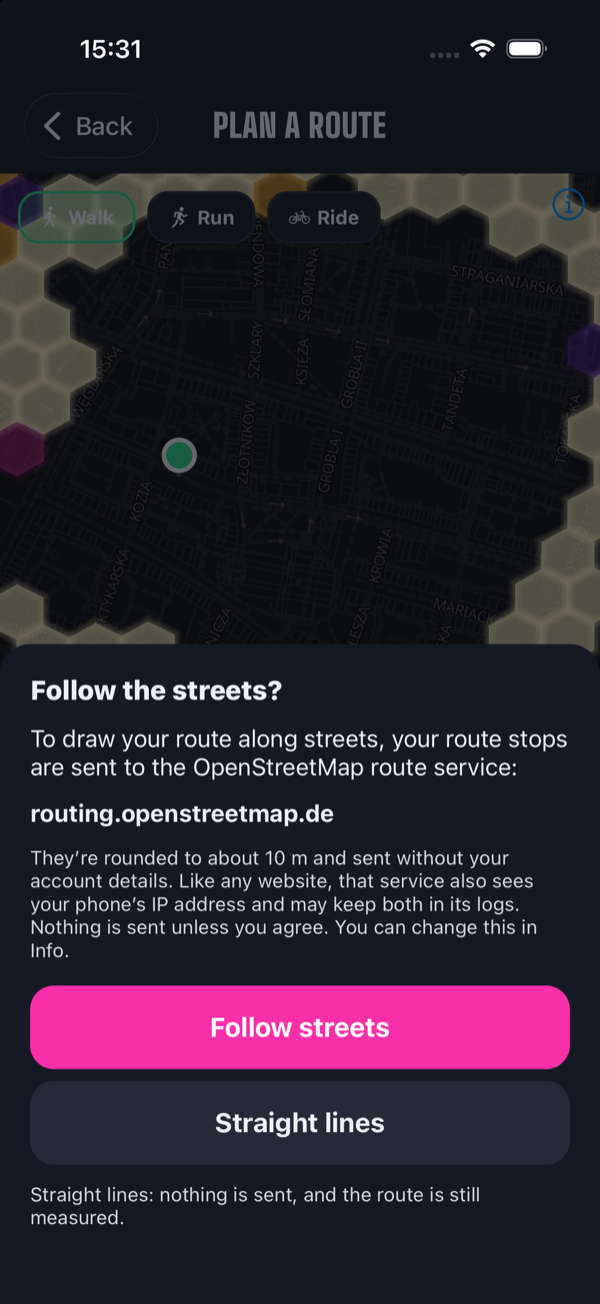 15:31
Back
PLAN A ROUTE
Walk
Run
Ride
STRAGANIARSKA
SŁOMIANA
SZKLARY
KSIĘŻA
GROBLA II
TANDETA
WĘGLARSKA
ZŁOTNIKÓW
GROBLA I
KOZIA
KROWIA
MARIACK
Follow the streets?
To draw your route along streets, your route stops
are sent to the OpenStreetMap route service:
routing.openstreetmap.de
They’re rounded to about 10 m and sent without your
account details. Like any website, that service also sees
your phone’s IP address and may keep both in its logs.
Nothing is sent unless you agree. You can change this in
Info.
Follow streets
Straight lines
Straight lines: nothing is sent, and the route is still
measured.